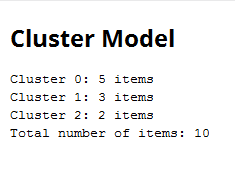 Cluster Model
Cluster 0: 5 items
Cluster 1: 3 items
Cluster 2: 2 items
Total number of items: 10